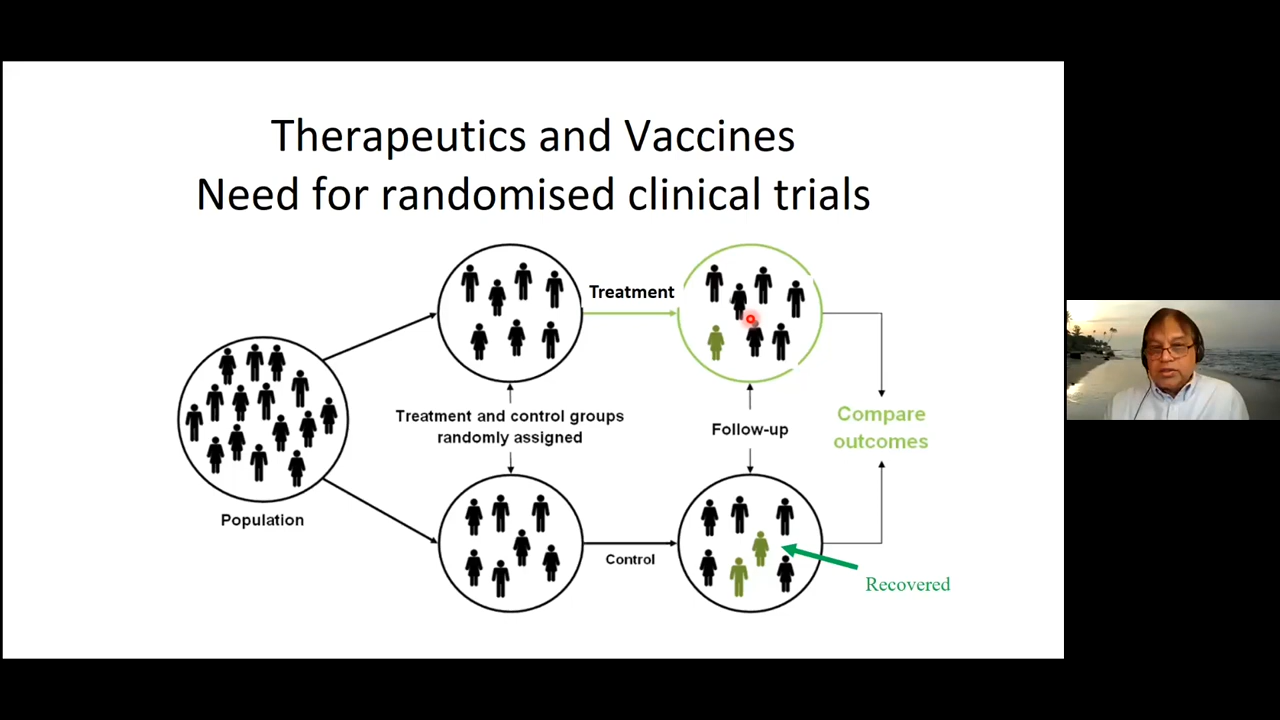 Therapeutics and Vaccines
Need for randomised clinical trials
Treatment
Treatment and control groups
randomly assigned
Follow-up
Compare
outcomes
Population
Control
Recovered